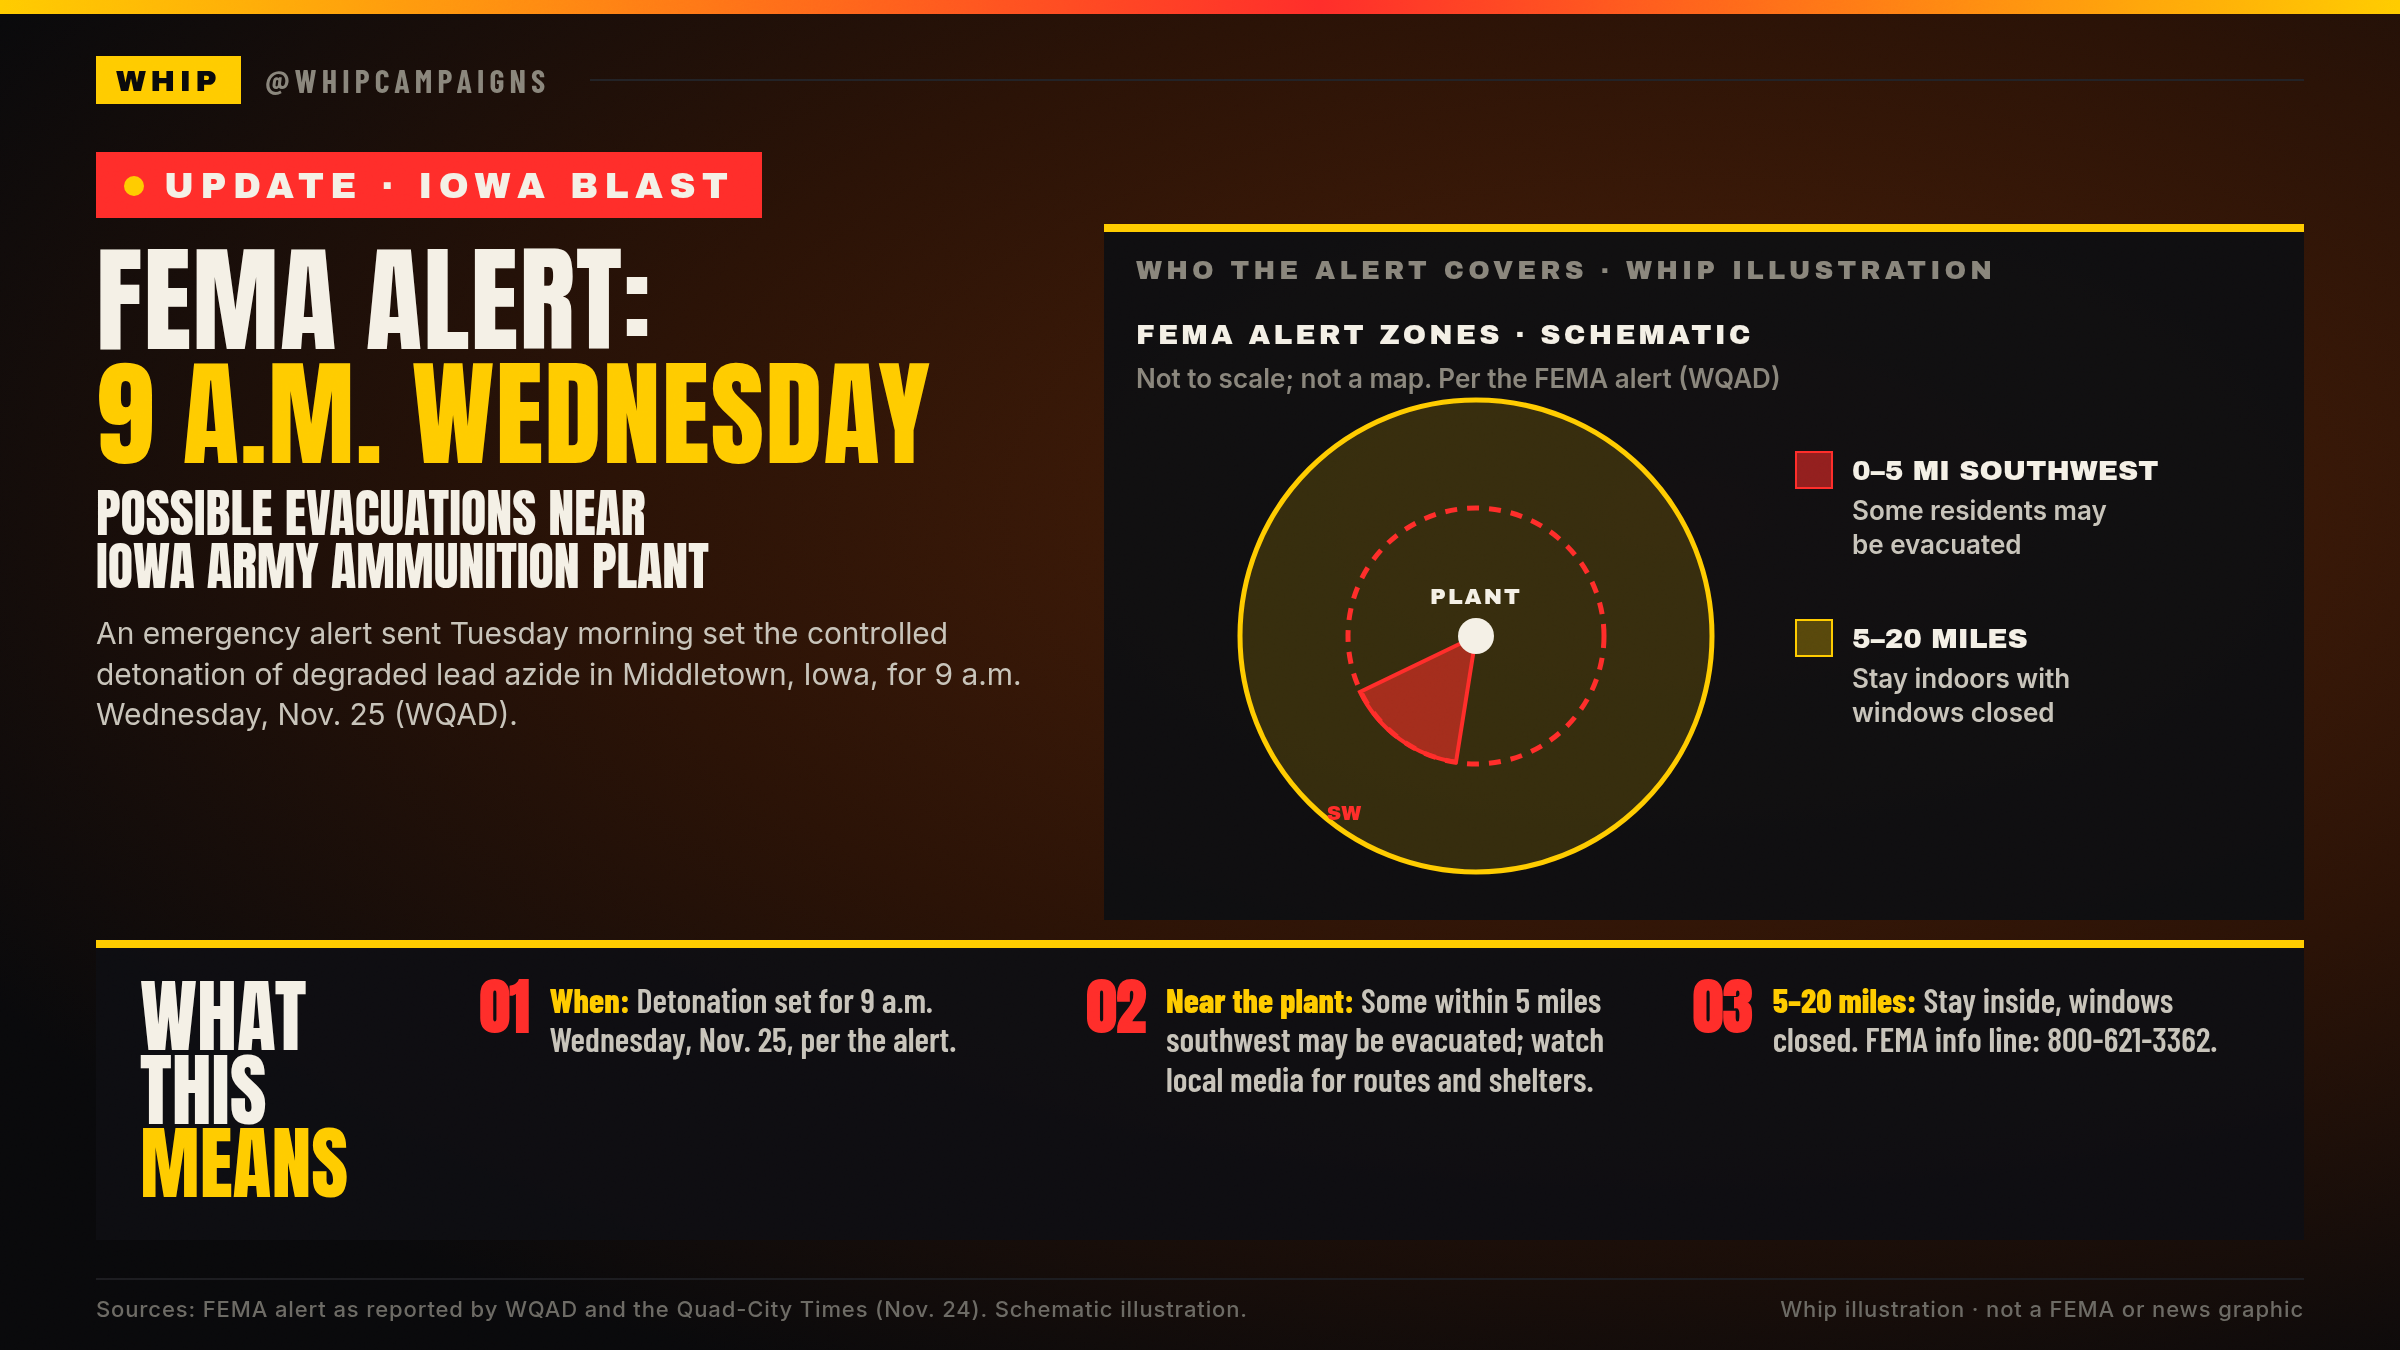 WHIP @WHIPCAMPAIGNS
UPDATE · IOWA BLAST
FEMA ALERT:
9 A.M. WEDNESDAY
POSSIBLE EVACUATIONS NEAR
IOWA ARMY AMMUNITION PLANT
An emergency alert sent Tuesday morning set the controlled
detonation of degraded lead azide in Middletown, Iowa, for 9 a.m.
Wednesday, Nov. 25 (WQAD).
WHO THE ALERT COVERS · WHIP ILLUSTRATION
FEMA ALERT ZONES · SCHEMATIC
Not to scale; not a map. Per the FEMA alert (WQAD)
PLANT
SW
0–5 MI SOUTHWEST
Some residents may
be evacuated
5–20 MILES
Stay indoors with
windows closed
WHAT
THIS
MEANS
01
When: Detonation set for 9 a.m.
Wednesday, Nov. 25, per the alert.
02
Near the plant: Some within 5 miles
southwest may be evacuated; watch
local media for routes and shelters.
03
5–20 miles: Stay inside, windows
closed. FEMA info line: 800-621-3362.
Sources: FEMA alert as reported by WQAD and the Quad-City Times (Nov. 24). Schematic illustration.
Whip illustration · not a FEMA or news graphic